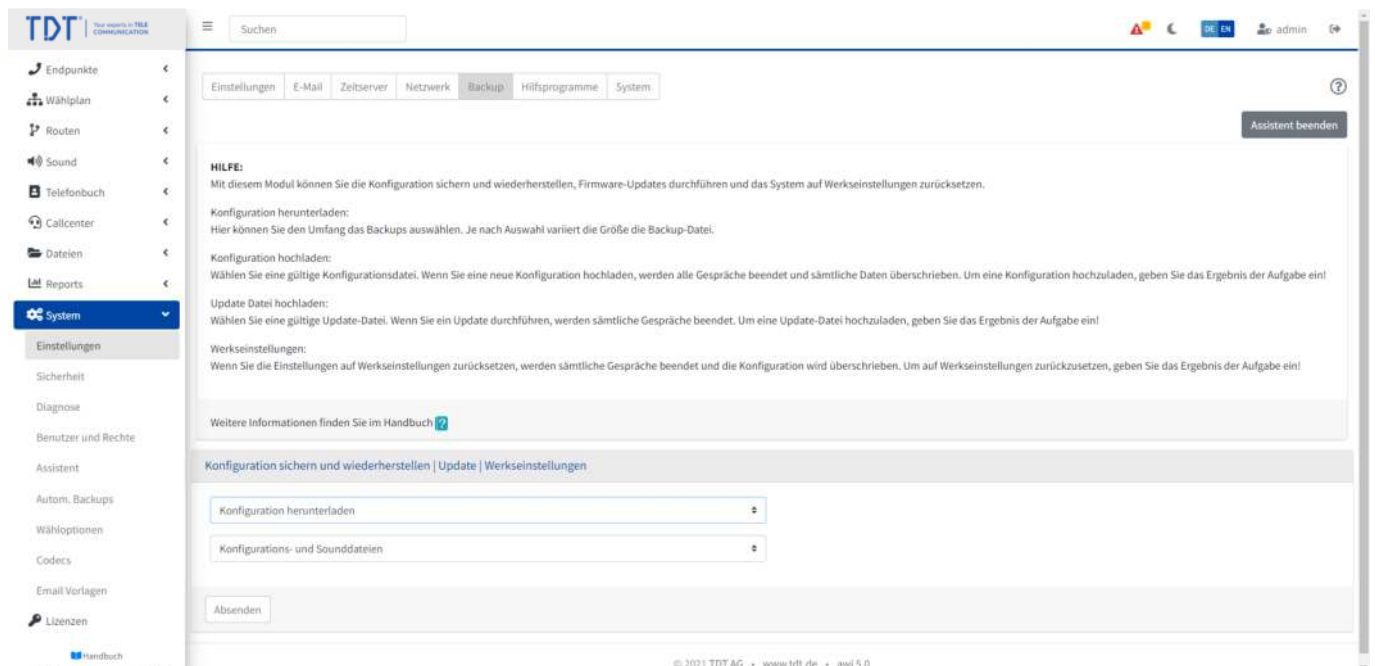 TDT Your experts in TELE
COMMUNICATION
Suchen
DE EN
admin
Endpunkte
Wählplan
Routen
Sound
Telefonbuch
Callcenter
Dateien
Reports
System
Einstellungen
Sicherheit
Diagnose
Benutzer und Rechte
Assistent
Autom. Backups
Wähloptionen
Codecs
Email Vorlagen
Lizenzen
Handbuch
Einstellungen E-Mail Zeitserver Netzwerk Backup Hilfsprogramme System
Assistent beenden
HILFE:
Mit diesem Modul können Sie die Konfiguration sichern und wiederherstellen, Firmware-Updates durchführen und das System auf Werkseinstellungen zurücksetzen.
Konfiguration herunterladen:
Hier können Sie den Umfang das Backups auswählen. Je nach Auswahl variiert die Größe die Backup-Datei.
Konfiguration hochladen:
Wählen Sie eine gültige Konfigurationsdatei. Wenn Sie eine neue Konfiguration hochladen, werden alle Gespräche beendet und sämtliche Daten überschrieben. Um eine Konfiguration hochzuladen, geben Sie das Ergebnis der Aufgabe ein!
Update Datei hochladen:
Wählen Sie eine gültige Update-Datei. Wenn Sie ein Update durchführen, werden sämtliche Gespräche beendet. Um eine Update-Datei hochzuladen, geben Sie das Ergebnis der Aufgabe ein!
Werkseinstellungen:
Wenn Sie die Einstellungen auf Werkseinstellungen zurücksetzen, werden sämtliche Gespräche beendet und die Konfiguration wird überschrieben. Um auf Werkseinstellungen zurückzusetzen, geben Sie das Ergebnis der Aufgabe ein!
Weitere Informationen finden Sie im Handbuch ?
Konfiguration sichern und wiederherstellen | Update | Werkseinstellungen
Konfiguration herunterladen
Konfigurations- und Sounddateien
Absenden
© 2021 TDT AG • www.tdt.de • awi 5.0